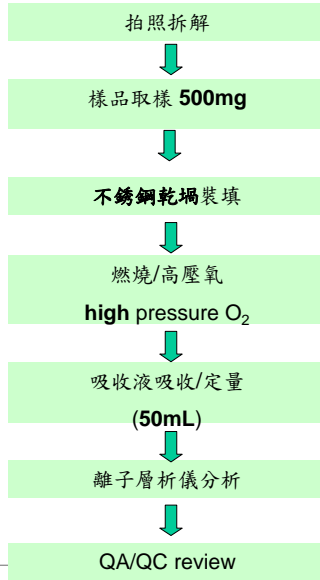 拍照拆解
樣品取樣 500mg
不銹鋼乾堝裝填
燃燒/高壓氧
high pressure O₂
吸收液吸收/定量
(50mL)
離子層析儀分析
QA/QC review